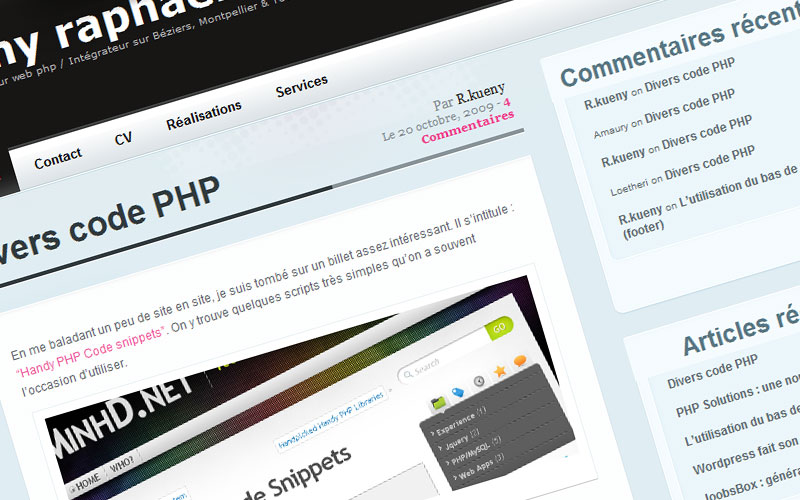 ny raphae
ur web php / Intégrateur sur Béziers, Montpellier &
Contact
CV
Réalisations
Services
Par R.kueny
Le 20 octobre, 2009 - 4
Commentaires
vers code PHP
En me baladant un peu de site en site, je suis tombé sur un billet assez intéressant. Il s'intitule :
"Handy PHP Code snippets". On y trouve quelques scripts très simples qu'on a souvent
l'occasion d'utiliser.
MINHD.NET
HOME
WHO?
Search
GO
Handpicked Handy PHP Libraries
de Snippets
Experience (1)
Jquery (2)
PHP/MySQL (5)
Web Apps (3)
Commentaires récent
R.kueny on Divers code PHP
Amaury on Divers code PHP
R.kueny on Divers code PHP
Loetheri on Divers code PHP
R.kueny on L'utilisation du bas de
(footer)
Articles ré
Divers code PHP
PHP Solutions : une no
L'utilisation du bas de
Wordpress fait son
noobsBox : généra